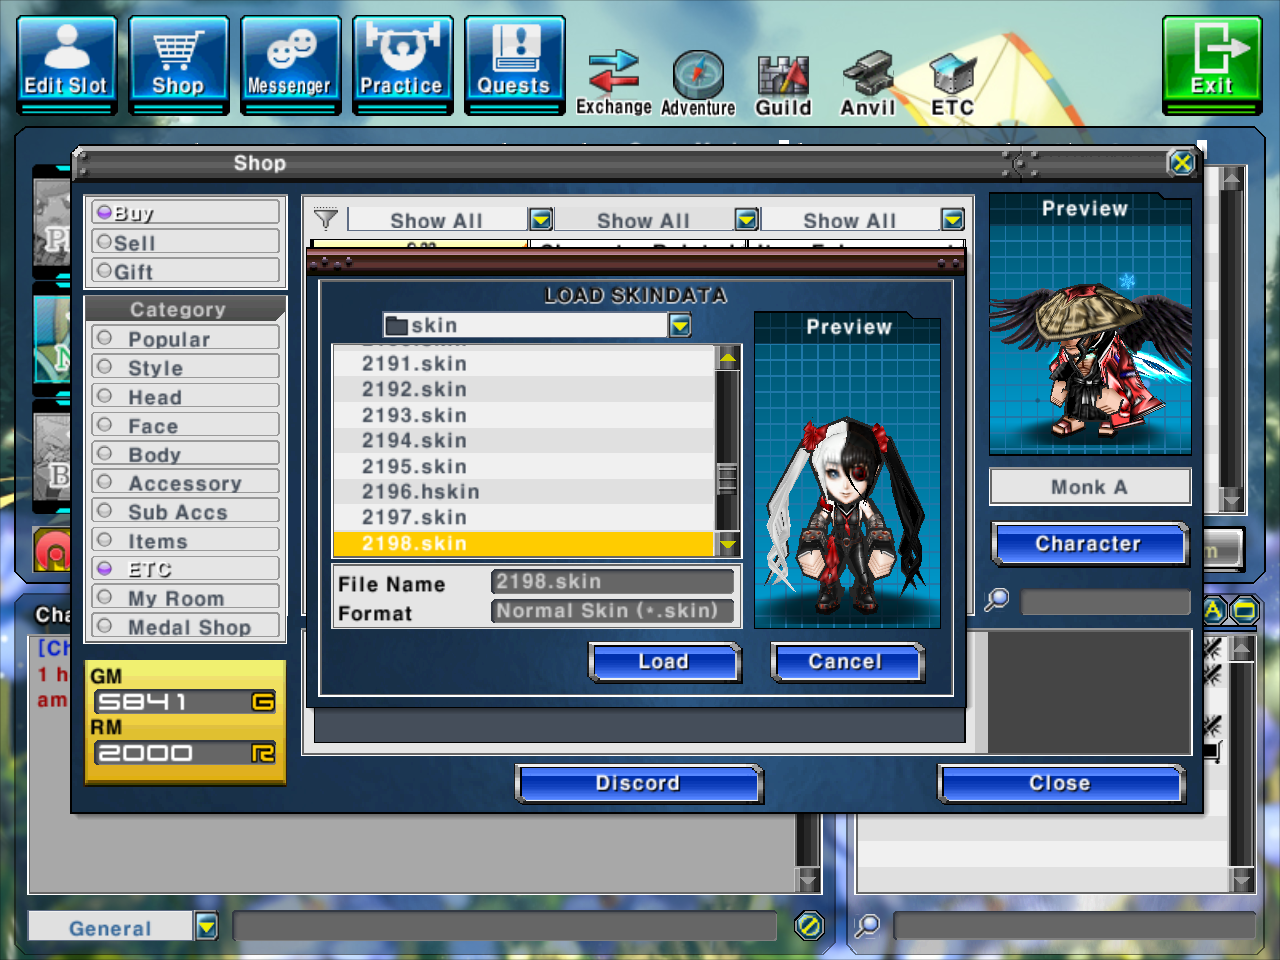 Edit Slot
Shop
Messenger
Practice
Quests
Exchange
Adventure
Guild
Anvil
ETC
Exit
Shop
Buy
Sell
Gift
Category
Popular
Style
Head
Face
Body
Accessory
Sub Accs
Items
ETC
My Room
Medal Shop
GM
5841 G
RM
2000 R
Show All
Show All
Show All
LOAD SKINDATA
skin
2191.skin
2192.skin
2193.skin
2194.skin
2195.skin
2196.hskin
2197.skin
2198.skin
File Name
2198.skin
Format
Normal Skin (*.skin)
Preview
Load
Cancel
Preview
Monk A
Character
Discord
Close
Cha
[Ch
1 h
am
General